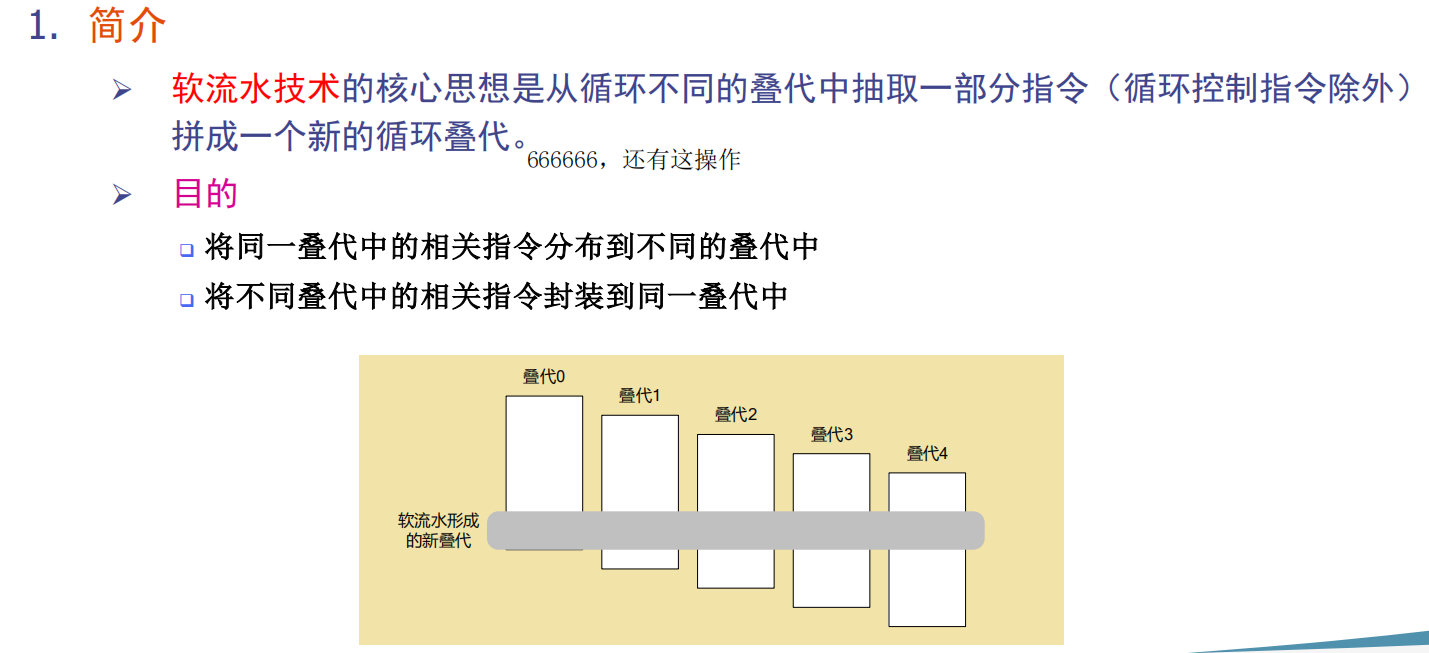 1. 简介
➢ 软流水技术的核心思想是从循环不同的叠代中抽取一部分指令（循环控制指令除外）
拼成一个新的循环叠代。
666666，还有这操作
➢ 目的
❑ 将同一叠代中的相关指令分布到不同的叠代中
❑ 将不同叠代中的相关指令封装到同一叠代中
叠代0
叠代1
叠代2
叠代3
叠代4
软流水形成
的新叠代